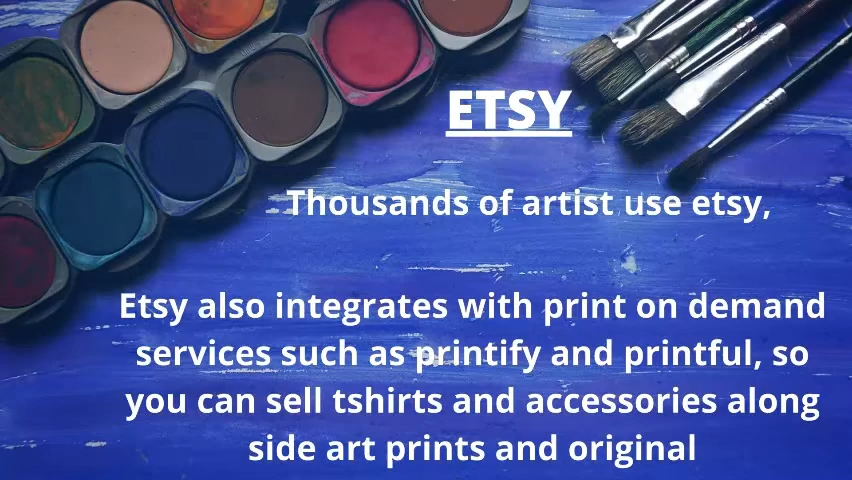 ETSY
Thousands of artist use etsy,
Etsy also integrates with print on demand
services such as printify and printful, so
you can sell tshirts and accessories along
side art prints and original